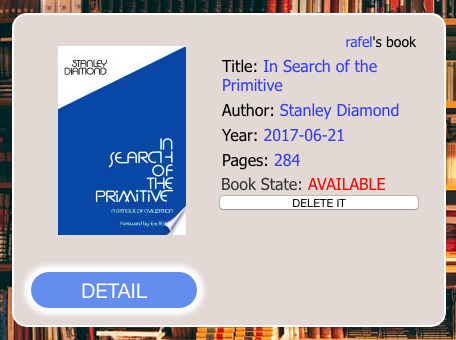 rafel's book
STANLEY
DIAMOND
Title: In Search of the
Primitive
Author: Stanley Diamond
Year: 2017-06-21
Pages: 284
Book State: AVAILABLE
DELETE IT
IN
SEARCH
OF
THE
PRIMITIVE
A CRITIQUE OF CIVILIZATION
Foreword by Eric R.
DETAIL